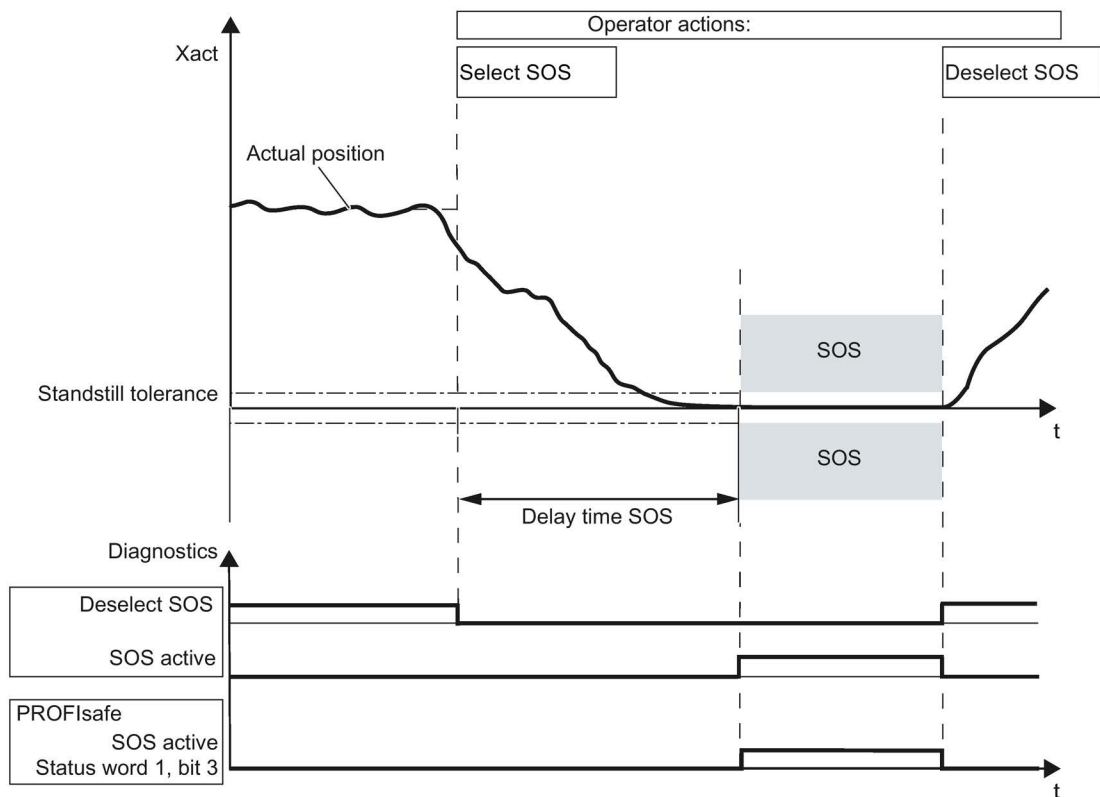 Operator actions:
Xact
Select SOS
Deselect SOS
Actual position
SOS
Standstill tolerance
t
SOS
Delay time SOS
Diagnostics
Deselect SOS
SOS active
PROFIsafe
SOS active
Status word 1, bit 3
t